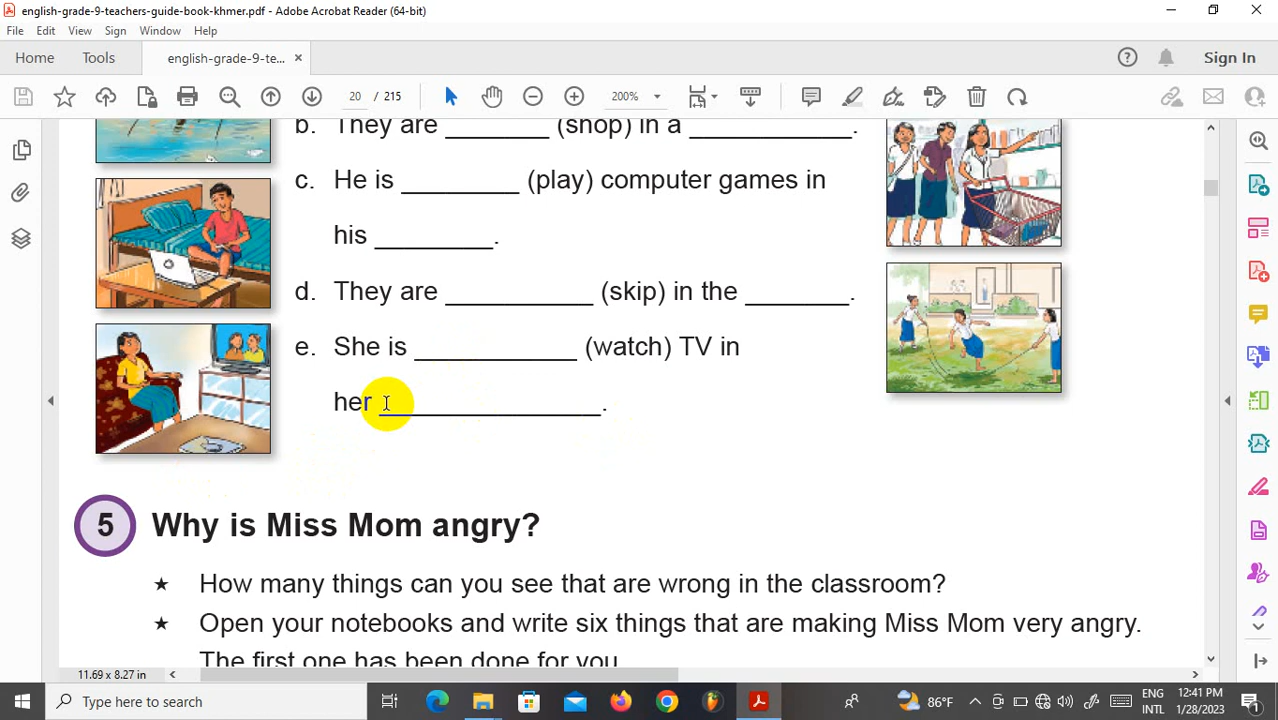 english-grade-9-teachers-guide-book-khmer.pdf - Adobe Acrobat Reader (64-bit)
File Edit View Sign Window Help
Home Tools english-grade-9-te... × Sign In
20 / 215 200%
b. They are _______ (shop) in a ___________.
c. He is ________ (play) computer games in
his ________.
d. They are __________ (skip) in the _______.
e. She is ___________ (watch) TV in
her _______________.
5 Why is Miss Mom angry?
★ How many things can you see that are wrong in the classroom?
★ Open your notebooks and write six things that are making Miss Mom very angry.
The first one has been done for you
11.69 x 8.27 in
Type here to search 86°F ENG INTL 12:41 PM 1/28/2023